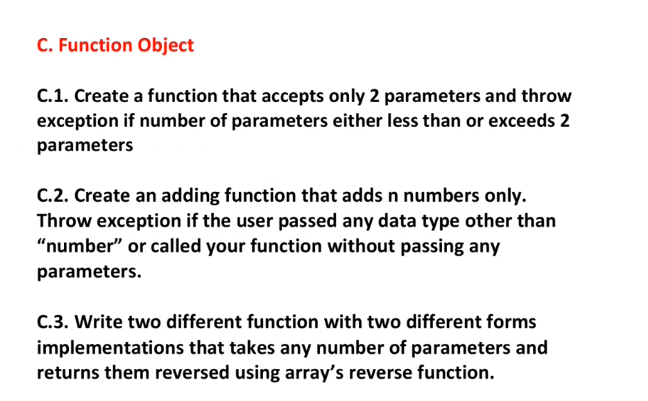 C. Function Object
C.1. Create a function that accepts only 2 parameters and throw
exception if number of parameters either less than or exceeds 2
parameters
C.2. Create an adding function that adds n numbers only.
Throw exception if the user passed any data type other than
“number” or called your function without passing any
parameters.
C.3. Write two different function with two different forms
implementations that takes any number of parameters and
returns them reversed using array’s reverse function.